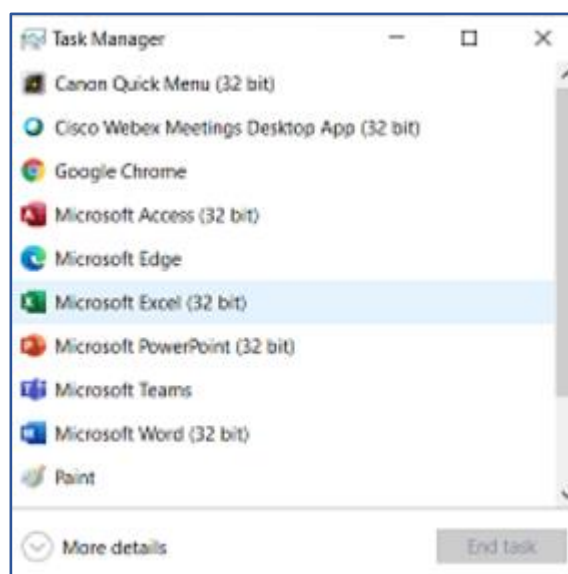 Task Manager
Canon Quick Menu (32 bit)
Cisco Webex Meetings Desktop App (32 bit)
Google Chrome
Microsoft Access (32 bit)
Microsoft Edge
Microsoft Excel (32 bit)
Microsoft PowerPoint (32 bit)
Microsoft Teams
Microsoft Word (32 bit)
Paint
More details
End task